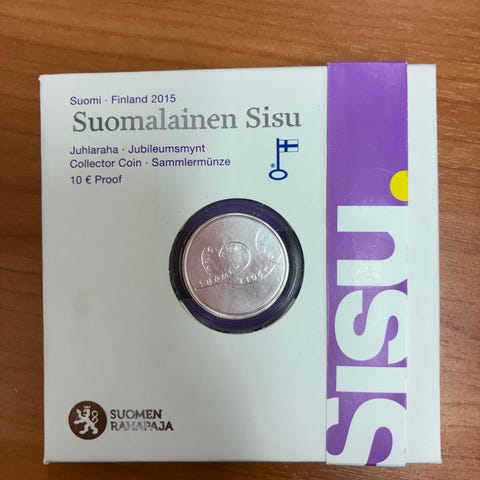 Suomi · Finland 2015
Suomalainen Sisu
Juhlaraha · Jubileumsmynt
Collector Coin · Sammlermünze
10 € Proof
SUOMEN
RAHAPAJA
Sisu.